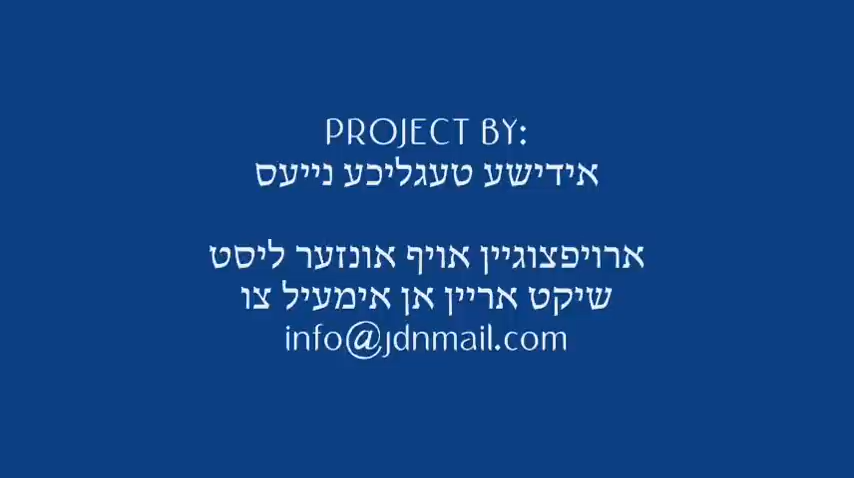 PROJECT BY:
אידישע טעגליכע נייעס
ארויפצוגיין אויף אונזער ליסט
שיקט אריין אן אימעיל צו
info@jdnmail.com